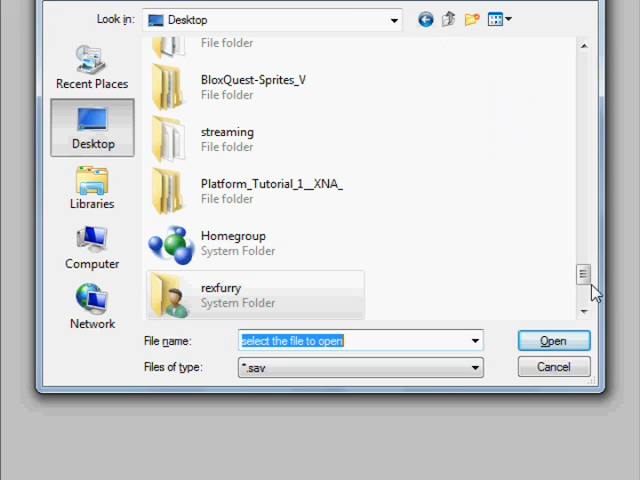 Look in:
Desktop
File folder
BloxQuest-Sprites_V
File folder
streaming
File folder
Platform_Tutorial_1__XNA_
File folder
Homegroup
System Folder
rexfurry
System Folder
Recent Places
Desktop
Libraries
Computer
Network
File name:
select the file to open
Open
Files of type:
*.sav
Cancel